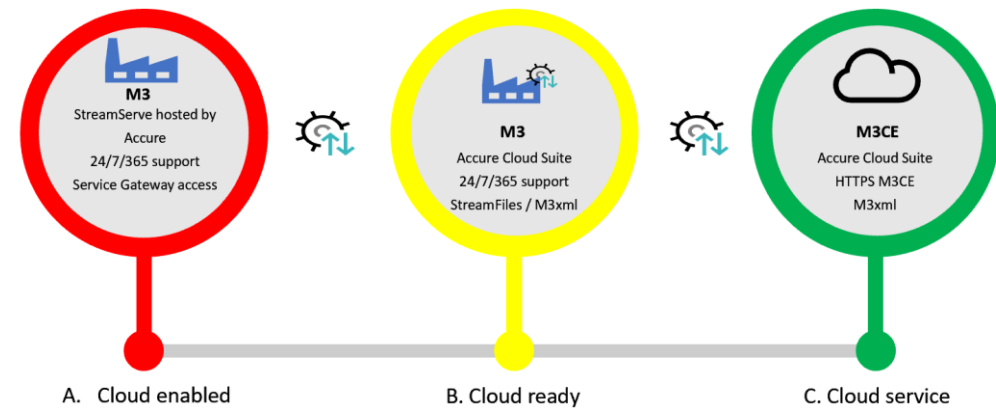 M3
StreamServe hosted by
Accure
24/7/365 support
Service Gateway access
M3
Accure Cloud Suite
24/7/365 support
StreamFiles / M3xml
M3CE
Accure Cloud Suite
HTTPS M3CE
M3xml
A. Cloud enabled
B. Cloud ready
C. Cloud service